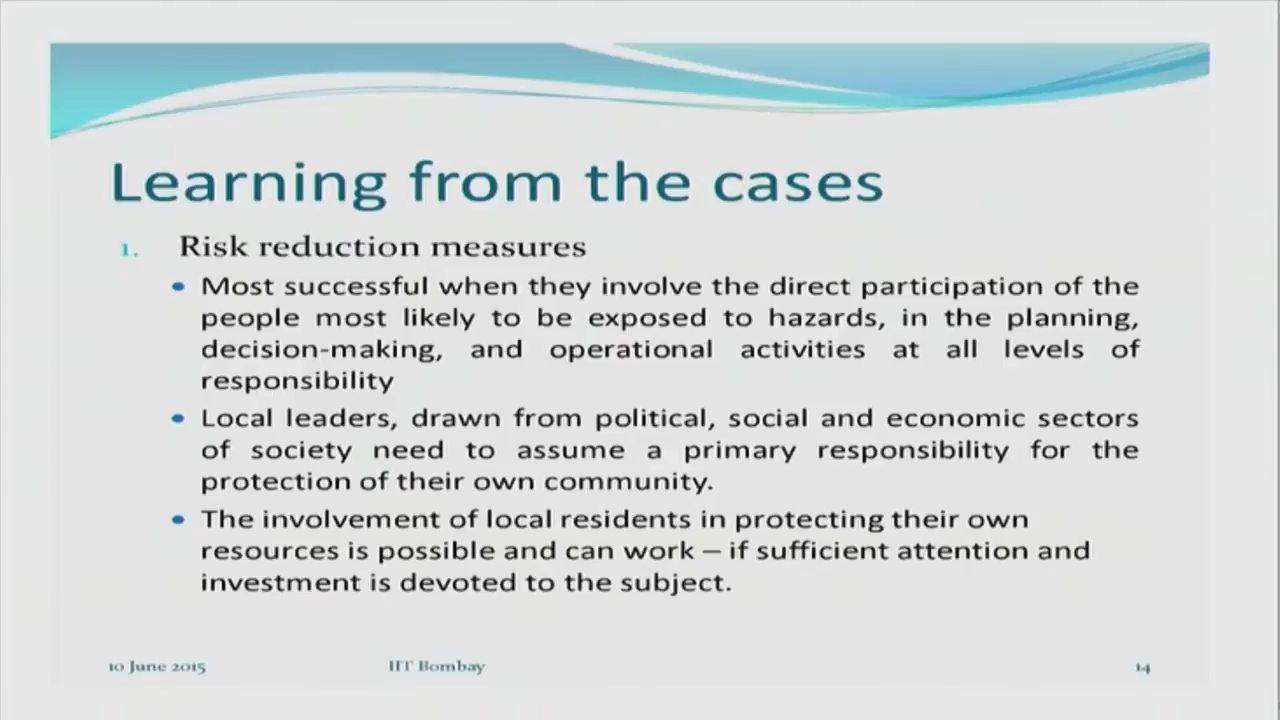 Learning from the cases
1. Risk reduction measures
• Most successful when they involve the direct participation of the
people most likely to be exposed to hazards, in the planning,
decision-making, and operational activities at all levels of
responsibility
• Local leaders, drawn from political, social and economic sectors
of society need to assume a primary responsibility for the
protection of their own community.
• The involvement of local residents in protecting their own
resources is possible and can work – if sufficient attention and
investment is devoted to the subject.
10 June 2015 IIT Bombay 14